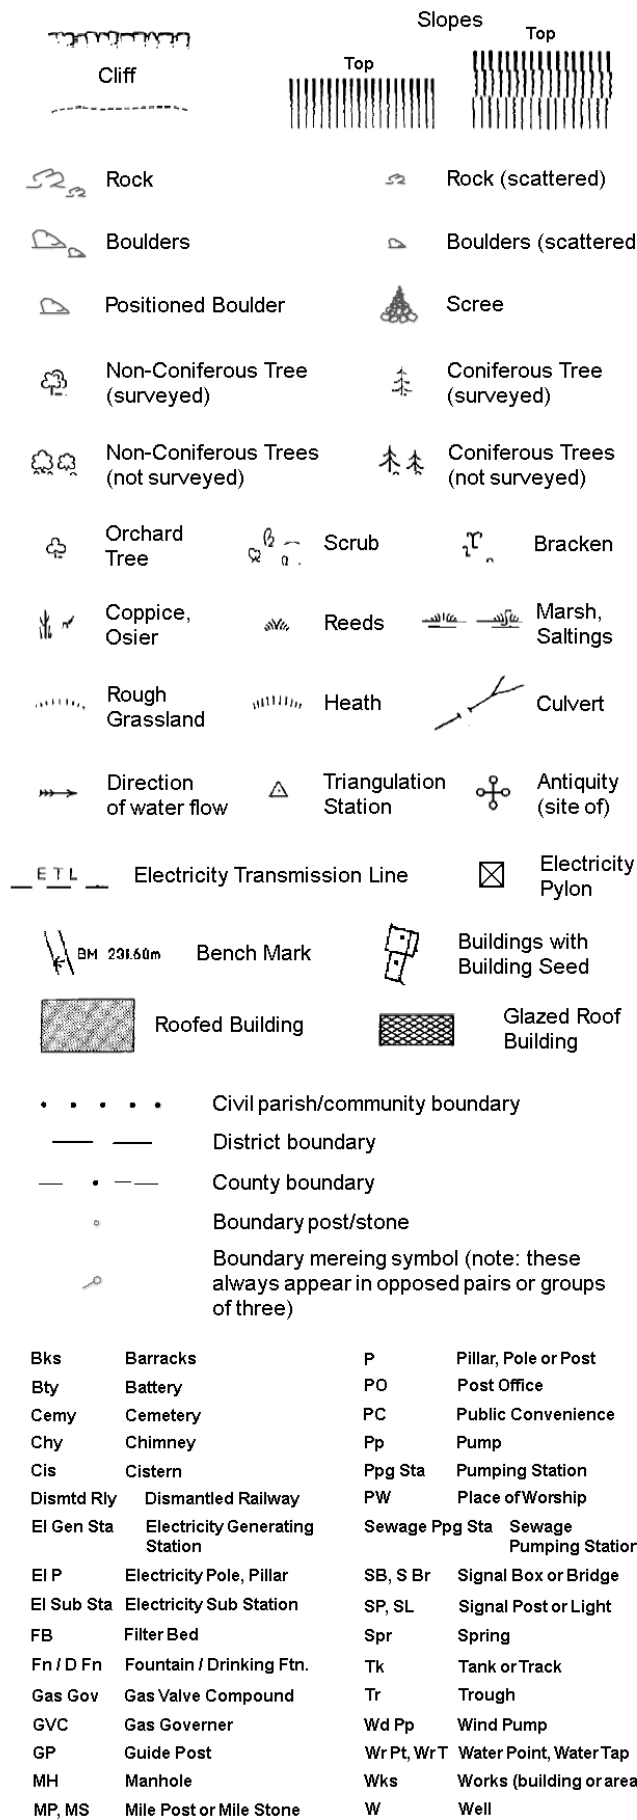 Slopes
Top
Top
Cliff
Rock
Rock (scattered)
Boulders
Boulders (scattered
Positioned Boulder
Scree
Non-Coniferous Tree
(surveyed)
Coniferous Tree
(surveyed)
Non-Coniferous Trees
(not surveyed)
Coniferous Trees
(not surveyed)
Orchard
Tree
Scrub
Bracken
Coppice,
Osier
Reeds
Marsh,
Saltings
Rough
Grassland
Heath
Culvert
Direction
of water flow
Triangulation
Station
Antiquity
(site of)
E T L
Electricity Transmission Line
Electricity
Pylon
BM 231.60m
Bench Mark
Buildings with
Building Seed
Roofed Building
Glazed Roof
Building
Civil parish/community boundary
District boundary
County boundary
Boundary post/stone
Boundary mereing symbol (note: these
always appear in opposed pairs or groups
of three)
Bks Barracks
P Pillar, Pole or Post
Bty Battery
PO Post Office
Cemy Cemetery
PC Public Convenience
Chy Chimney
Pp Pump
Cis Cistern
Ppg Sta Pumping Station
Dismtd Rly Dismantled Railway
PW Place of Worship
El Gen Sta Electricity Generating
Station
Sewage Ppg Sta Sewage
Pumping Station
El P Electricity Pole, Pillar
SB, S Br Signal Box or Bridge
El Sub Sta Electricity Sub Station
SP, SL Signal Post or Light
FB Filter Bed
Spr Spring
Fn / D Fn Fountain / Drinking Ftn.
Tk Tank or Track
Gas Gov Gas Valve Compound
Tr Trough
GVC Gas Governer
Wd Pp Wind Pump
GP Guide Post
Wr Pt, Wr T Water Point, Water Tap
MH Manhole
Wks Works (building or area
MP, MS Mile Post or Mile Stone
W Well